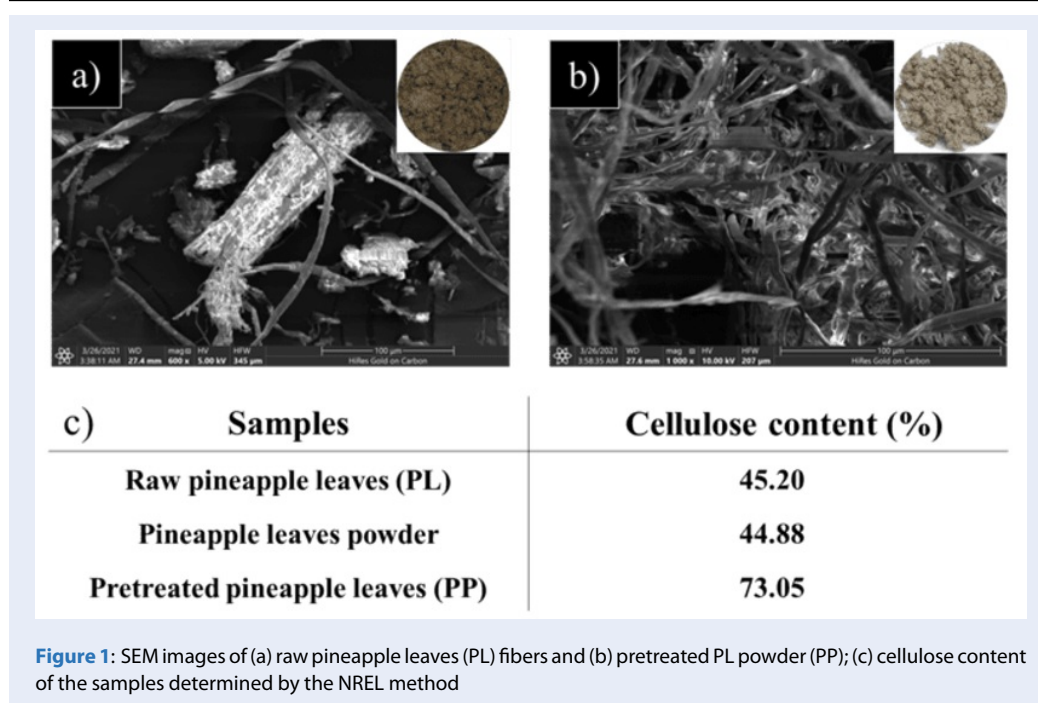 a)
b)
3/26/2021 WD mag HV HFW 100 µm
3:38:11 AM 27.4 mm 600 x 5.00 kV 345 µm HiRes Gold on Carbon
3/26/2021 WD mag HV HFW 100 µm
3:58:35 AM 27.6 mm 1 000 x 10.00 kV 207 µm HiRes Gold on Carbon
c) Samples Cellulose content (%)
Raw pineapple leaves (PL) 45.20
Pineapple leaves powder 44.88
Pretreated pineapple leaves (PP) 73.05
Figure 1: SEM images of (a) raw pineapple leaves (PL) fibers and (b) pretreated PL powder (PP); (c) cellulose content
of the samples determined by the NREL method